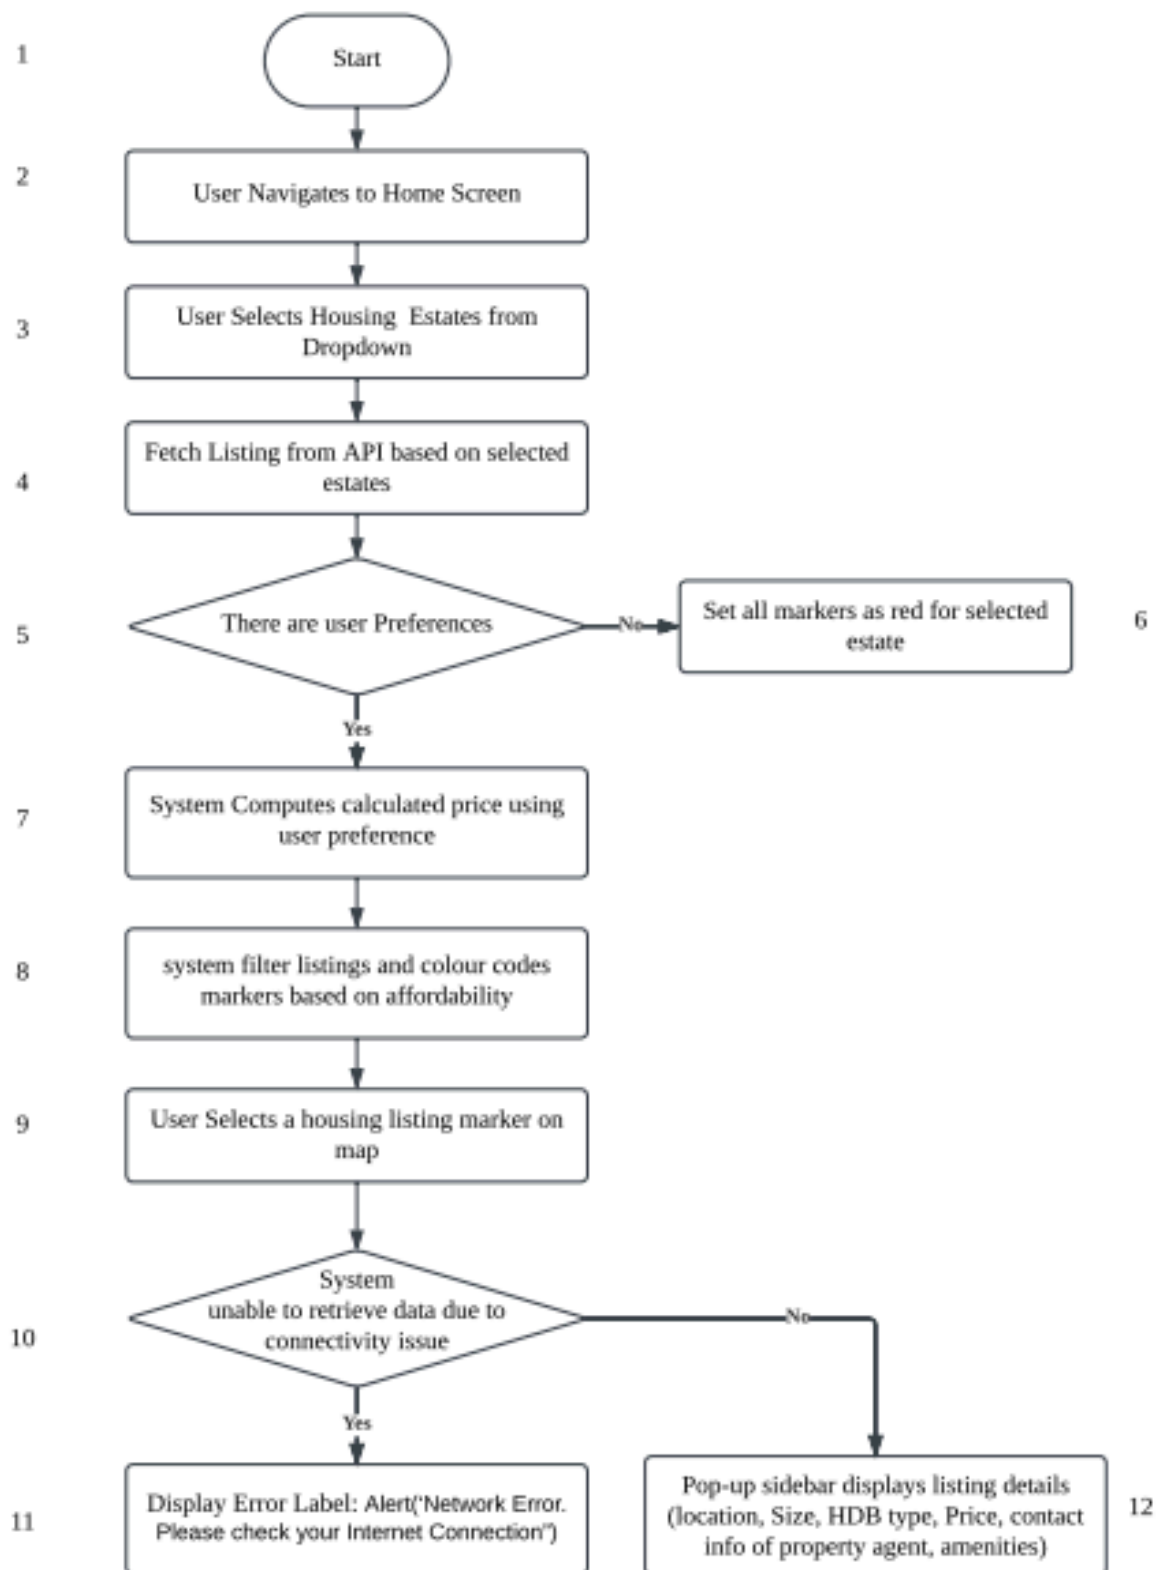 1
Start
2
User Navigates to Home Screen
3
User Selects Housing  Estates from
Dropdown
4
Fetch Listing from API based on selected
estates
5
There are user Preferences
No
Set all markers as red for selected
estate
6
Yes
7
System Computes calculated price using
user preference
8
system filter listings and colour codes
markers based on affordability
9
User Selects a housing listing marker on
map
10
System
unable to retrieve data due to
connectivity issue
No
Yes
11
Display Error Label: Alert('Network Error.
Please check your Internet Connection")
Pop-up sidebar displays listing details
(location, Size, HDB type, Price, contact
info of property agent, amenities)
12